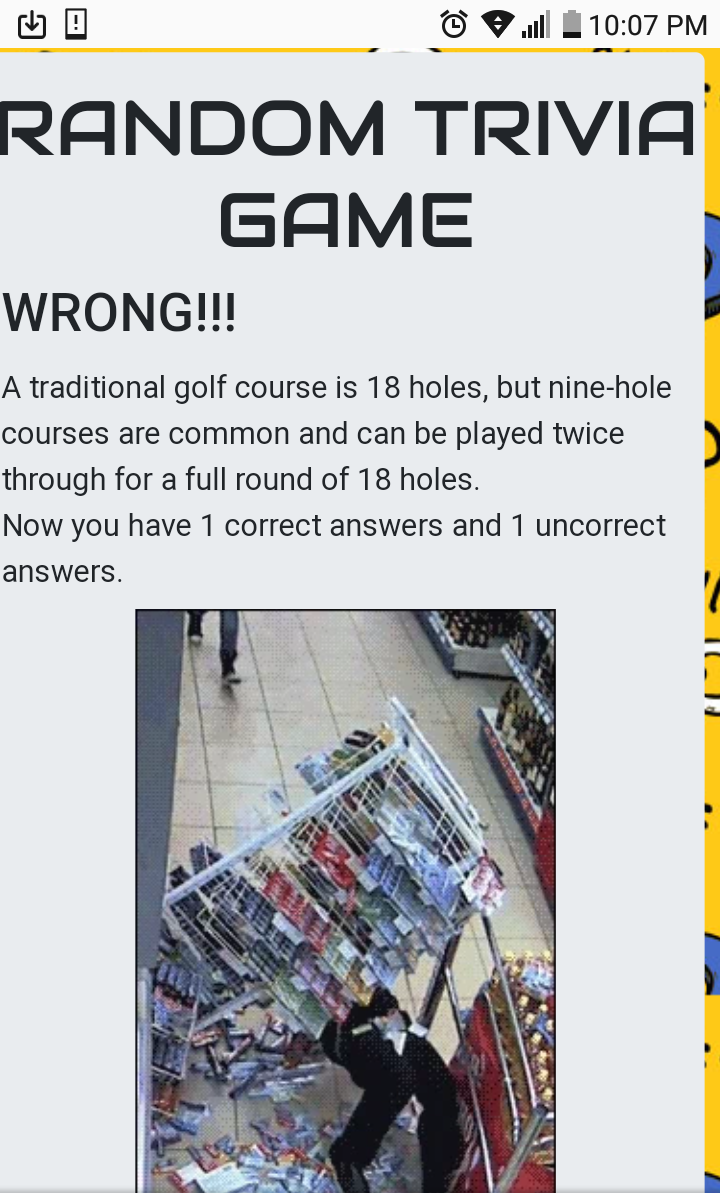 10:07 PM
RANDOM TRIVIA
GAME
WRONG!!!
A traditional golf course is 18 holes, but nine-hole
courses are common and can be played twice
through for a full round of 18 holes.
Now you have 1 correct answers and 1 uncorrect
answers.